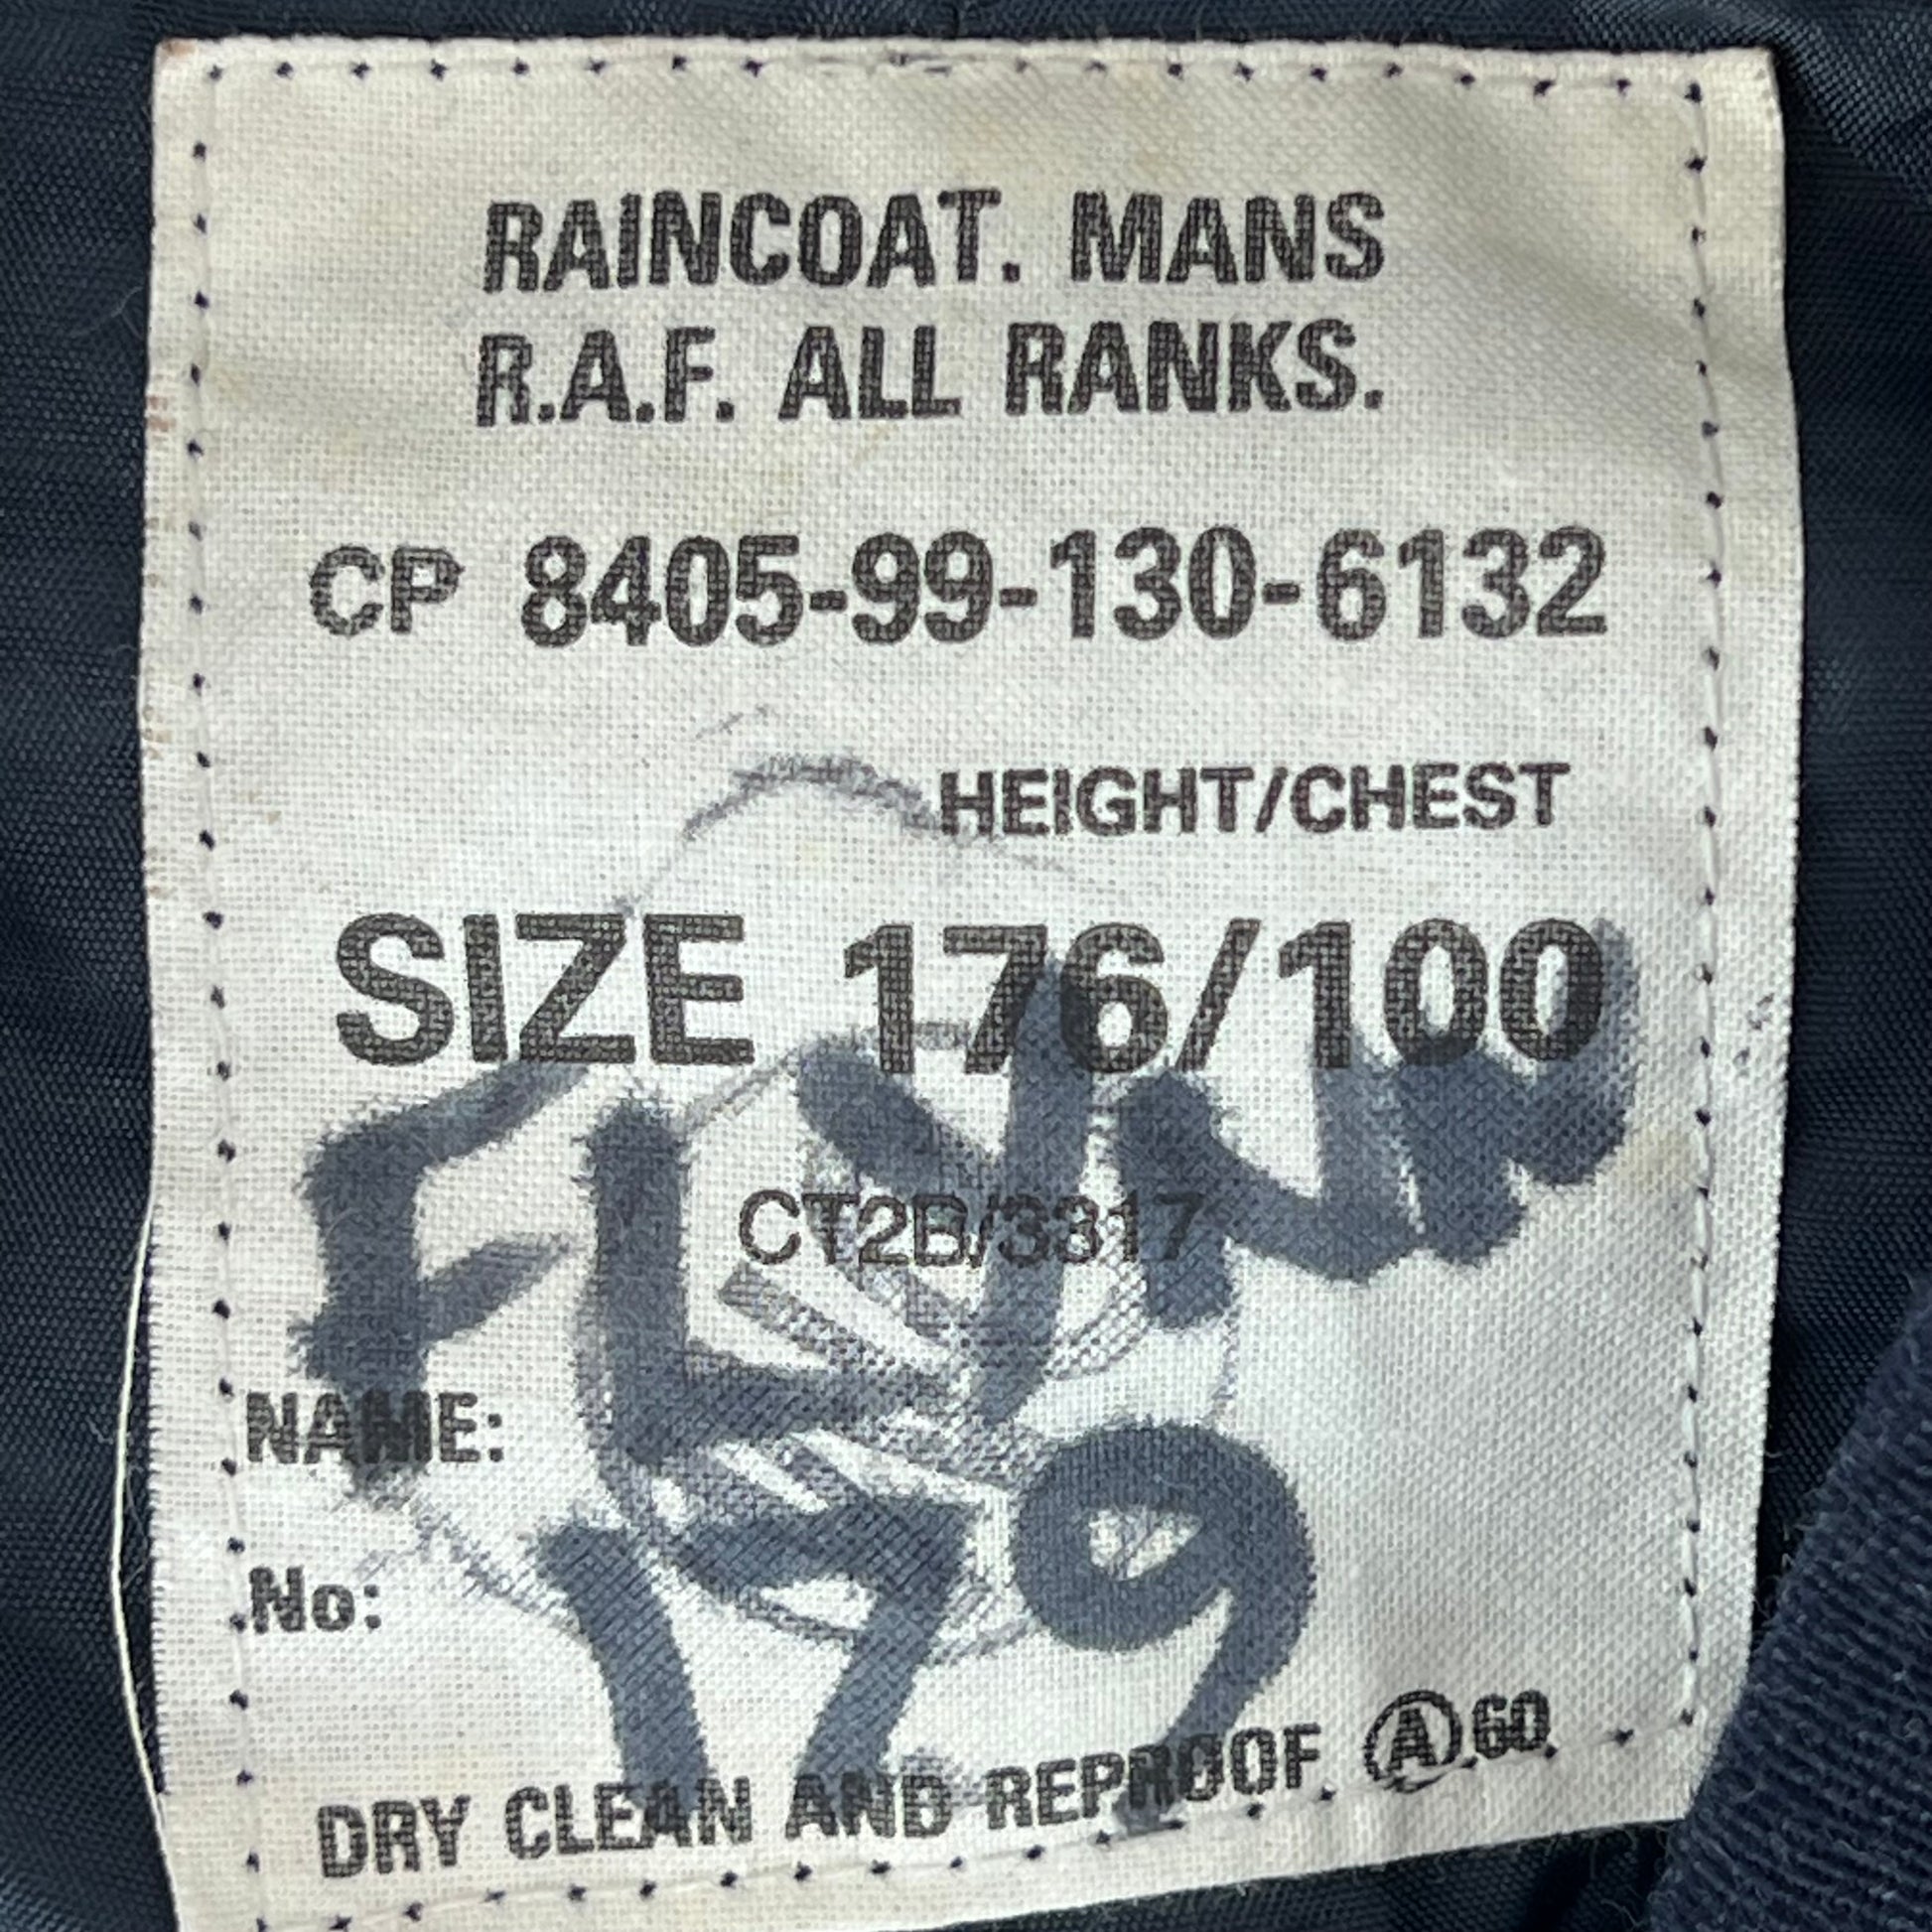 RAINCOAT. MANS
R.A.F. ALL RANKS.
CP 8405-99-130-6132
HEIGHT/CHEST
SIZE 176/100
FLYNN
CT2B/3317
NAME:
179
No:
DRY CLEAN AND REPROOF Ⓐ60